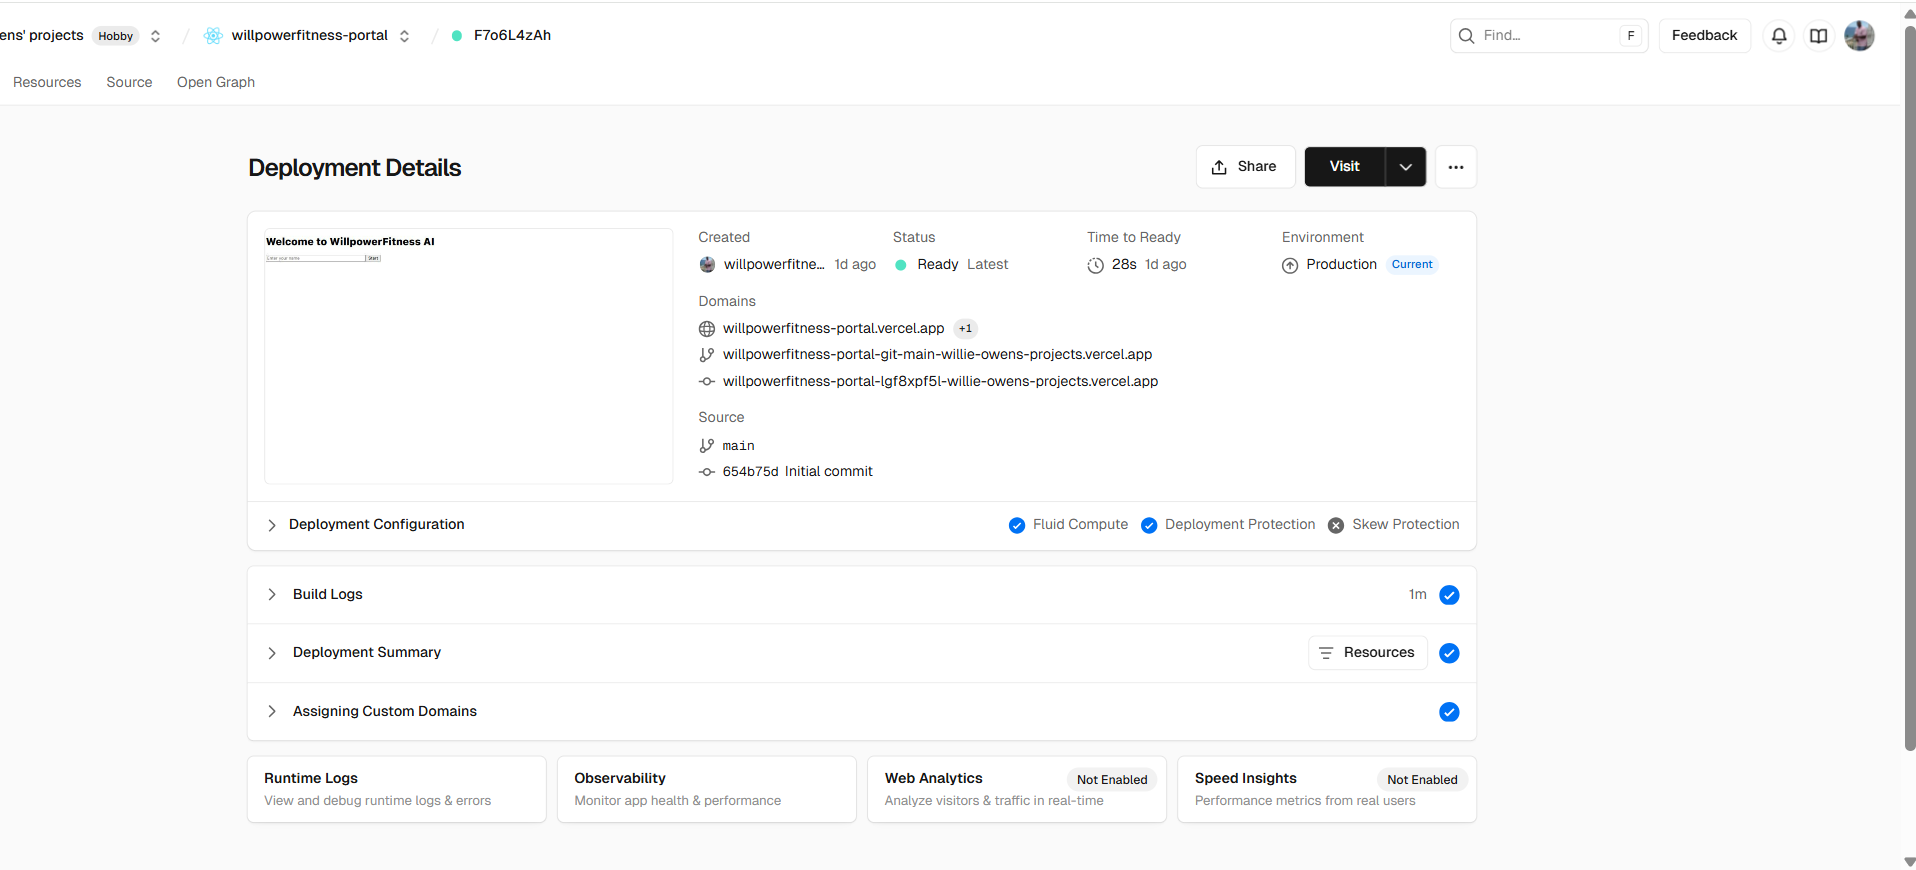 ens' projects Hobby / willpowerfitness-portal / F7o6L4zAh Find... F Feedback
Resources Source Open Graph
Deployment Details Share Visit
Welcome to WillpowerFitness AI
Enter your name Start
Created Status Time to Ready Environment
willpowerfitne... 1d ago Ready Latest 28s 1d ago Production Current
Domains
willpowerfitness-portal.vercel.app +1
willpowerfitness-portal-git-main-willie-owens-projects.vercel.app
willpowerfitness-portal-lgf8xpf5l-willie-owens-projects.vercel.app
Source
main
654b75d Initial commit
Deployment Configuration Fluid Compute Deployment Protection Skew Protection
Build Logs 1m
Deployment Summary Resources
Assigning Custom Domains
Runtime Logs Observability Web Analytics Not Enabled Speed Insights Not Enabled
View and debug runtime logs & errors Monitor app health & performance Analyze visitors & traffic in real-time Performance metrics from real users